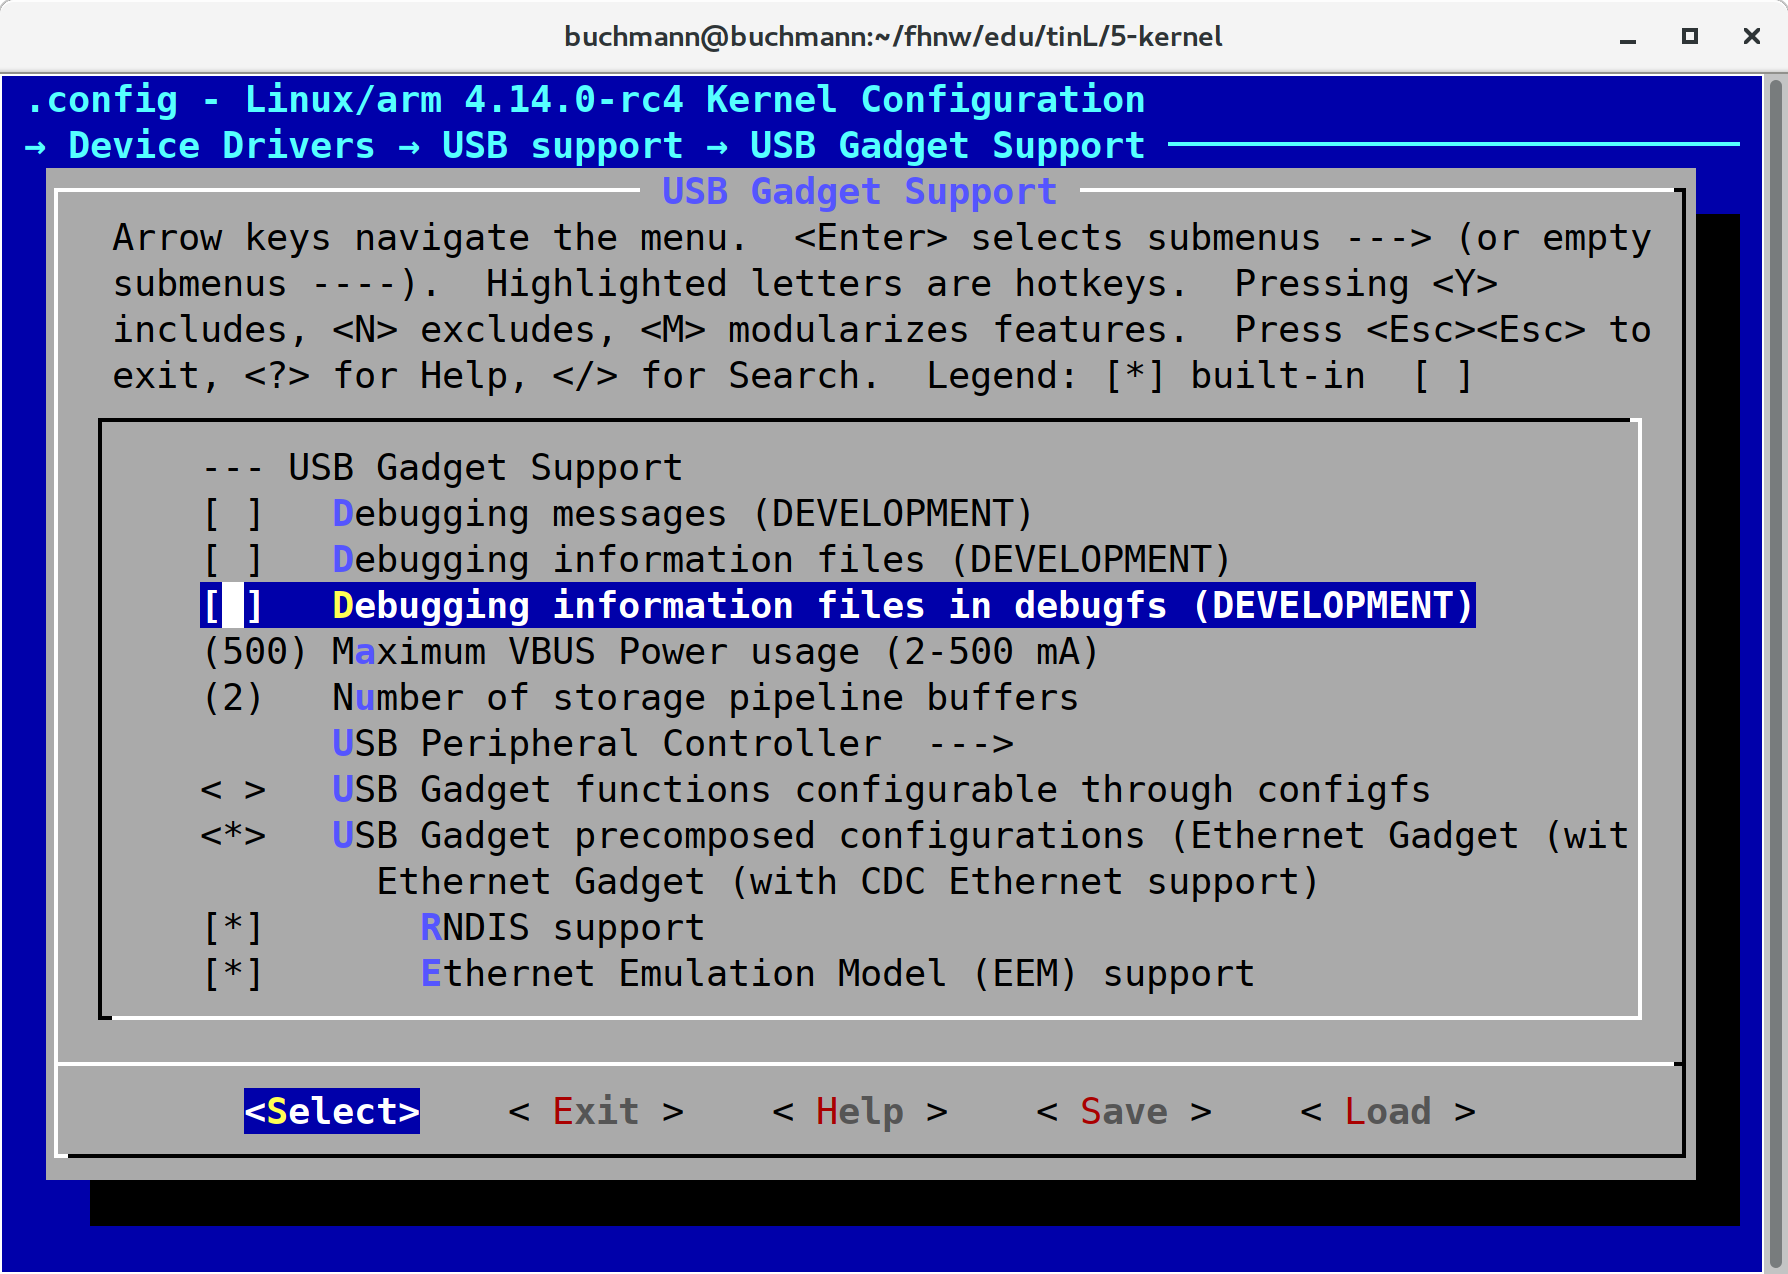 buchmann@buchmann:~/fhnw/edu/tinL/5-kernel
.config - Linux/arm 4.14.0-rc4 Kernel Configuration
→ Device Drivers → USB support → USB Gadget Support
USB Gadget Support
Arrow keys navigate the menu.  <Enter> selects submenus ---> (or empty
submenus ----).  Highlighted letters are hotkeys.  Pressing <Y>
includes, <N> excludes, <M> modularizes features.  Press <Esc><Esc> to
exit, <?> for Help, </> for Search.  Legend: [*] built-in  [ ]
--- USB Gadget Support
[ ]   Debugging messages (DEVELOPMENT)
[ ]   Debugging information files (DEVELOPMENT)
[ ]   Debugging information files in debugfs (DEVELOPMENT)
(500) Maximum VBUS Power usage (2-500 mA)
(2)   Number of storage pipeline buffers
USB Peripheral Controller  --->
< >   USB Gadget functions configurable through configfs
<*>   USB Gadget precomposed configurations (Ethernet Gadget (wit
Ethernet Gadget (with CDC Ethernet support)
[*]       RNDIS support
[*]       Ethernet Emulation Model (EEM) support
<Select>    < Exit >    < Help >    < Save >    < Load >